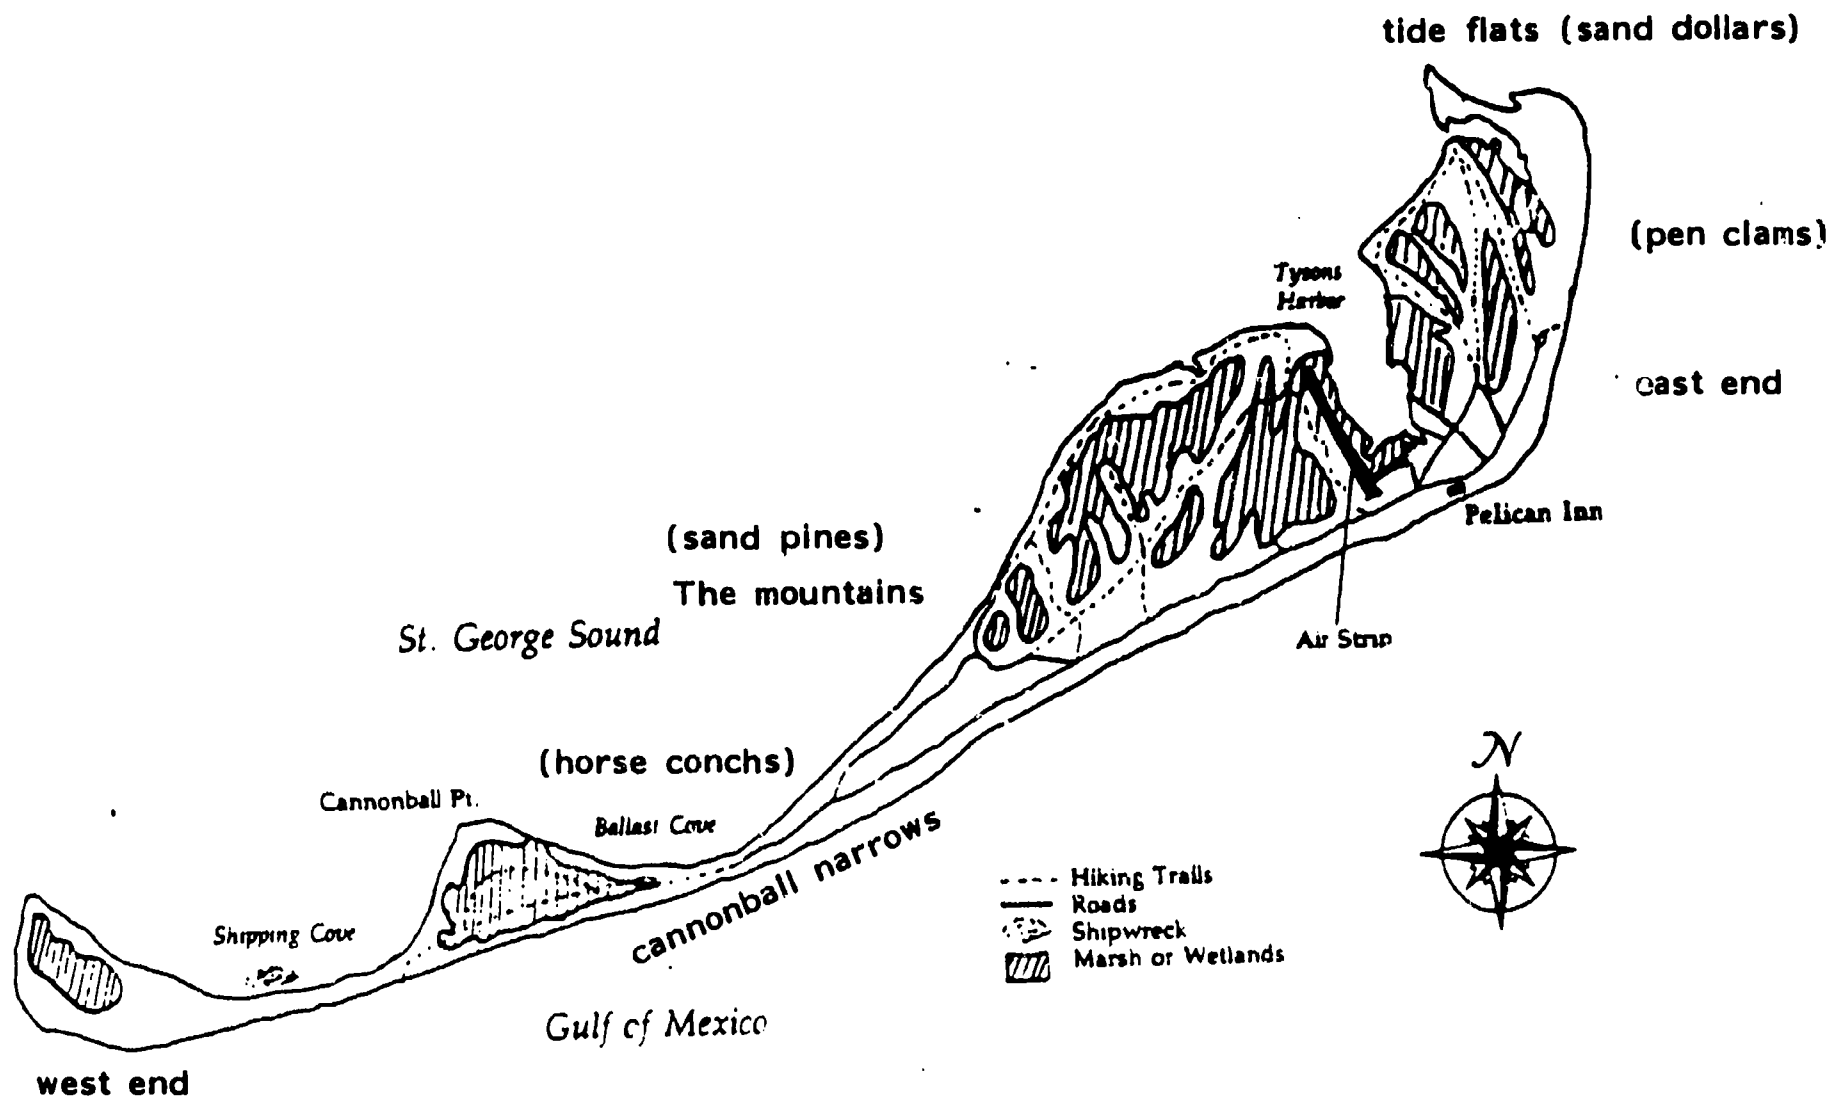 tide flats (sand dollars)
(pen clams)
Tysons
Harbor
east end
Pelican Inn
(sand pines)
The mountains
St. George Sound
Air Strip
(horse conchs)
N
Cannonball Pt.
Ballast Cove
cannonball narrows
Hiking Trails
Roads
Shipwreck
Marsh or Wetlands
Shipping Cove
Gulf of Mexico
west end